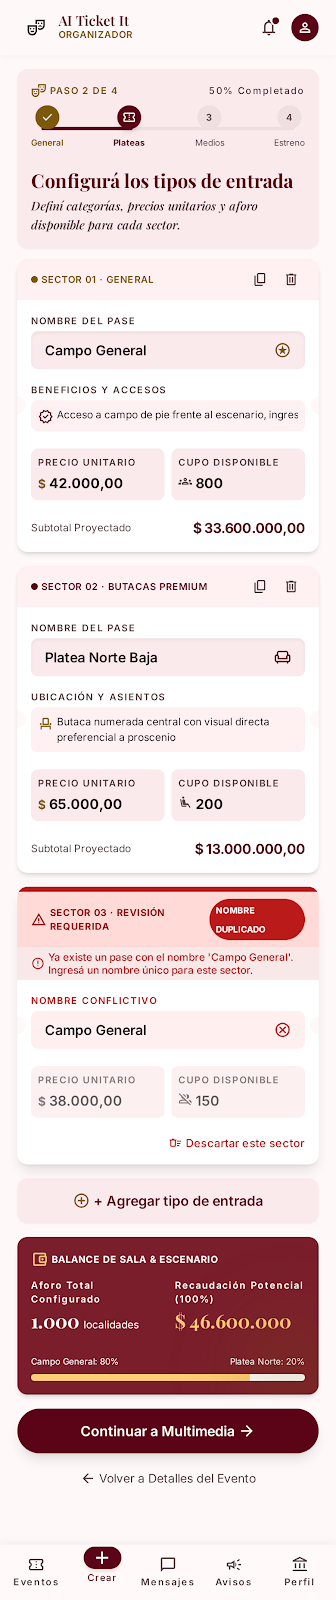 AI Ticket It
ORGANIZADOR
PASO 2 DE 4
50% Completado
3
4
General
Plateas
Medios
Estreno
Configurá los tipos de entrada
Definí categorías, precios unitarios y aforo
disponible para cada sector.
SECTOR 01 · GENERAL
NOMBRE DEL PASE
Campo General
BENEFICIOS Y ACCESOS
Acceso a campo de pie frente al escenario, ingres
PRECIO UNITARIO
CUPO DISPONIBLE
$ 42.000,00
800
Subtotal Proyectado
$ 33.600.000,00
SECTOR 02 · BUTACAS PREMIUM
NOMBRE DEL PASE
Platea Norte Baja
UBICACIÓN Y ASIENTOS
Butaca numerada central con visual directa
preferencial a proscenio
PRECIO UNITARIO
CUPO DISPONIBLE
$ 65.000,00
200
Subtotal Proyectado
$ 13.000.000,00
SECTOR 03 · REVISIÓN
REQUERIDA
NOMBRE
DUPLICADO
Ya existe un pase con el nombre 'Campo General'.
Ingresá un nombre único para este sector.
NOMBRE CONFLICTIVO
Campo General
PRECIO UNITARIO
CUPO DISPONIBLE
$ 38.000,00
150
Descartar este sector
+ Agregar tipo de entrada
BALANCE DE SALA & ESCENARIO
Aforo Total
Configurado
Recaudación Potencial
(100%)
1.000 localidades
$ 46.600.000
Campo General: 80%
Platea Norte: 20%
Continuar a Multimedia →
← Volver a Detalles del Evento
Eventos
Crear
Mensajes
Avisos
Perfil